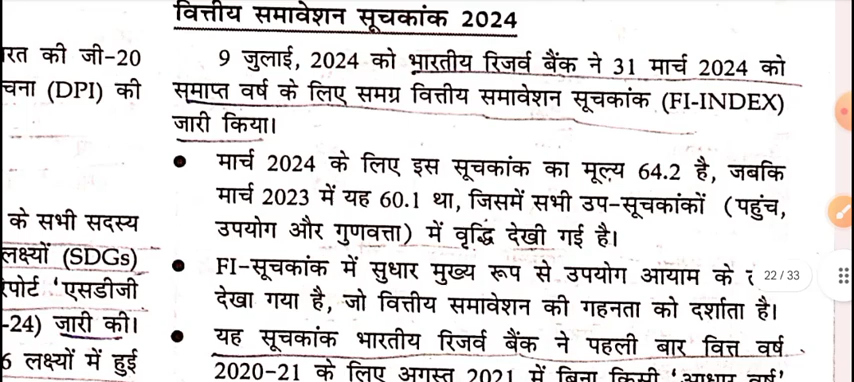 वित्तीय समावेशन सूचकांक 2024
रत की जी-20
चना (DPI) की
के सभी सदस्य
लक्ष्यों (SDGs)
रेपोर्ट 'एसडीजी
-24) जारी की।
6 लक्ष्यों में हुई
9 जुलाई, 2024 को भारतीय रिजर्व बैंक ने 31 मार्च 2024 को
समाप्त वर्ष के लिए समग्र वित्तीय समावेशन सूचकांक (FI-INDEX)
जारी किया।
● मार्च 2024 के लिए इस सूचकांक का मूल्य 64.2 है, जबकि
मार्च 2023 में यह 60.1 था, जिसमें सभी उप-सूचकांकों (पहुंच,
उपयोग और गुणवत्ता) में वृद्धि देखी गई है।
● FI-सूचकांक में सुधार मुख्य रूप से उपयोग आयाम के
22/33
देखा गया है, जो वित्तीय समावेशन की गहनता को दर्शाता है।
● यह सूचकांक भारतीय रिजर्व बैंक ने पहली बार वित्त वर्ष
2020-21 के लिए अगस्त 2021 में बिना किसी 'आधार वर्ष'